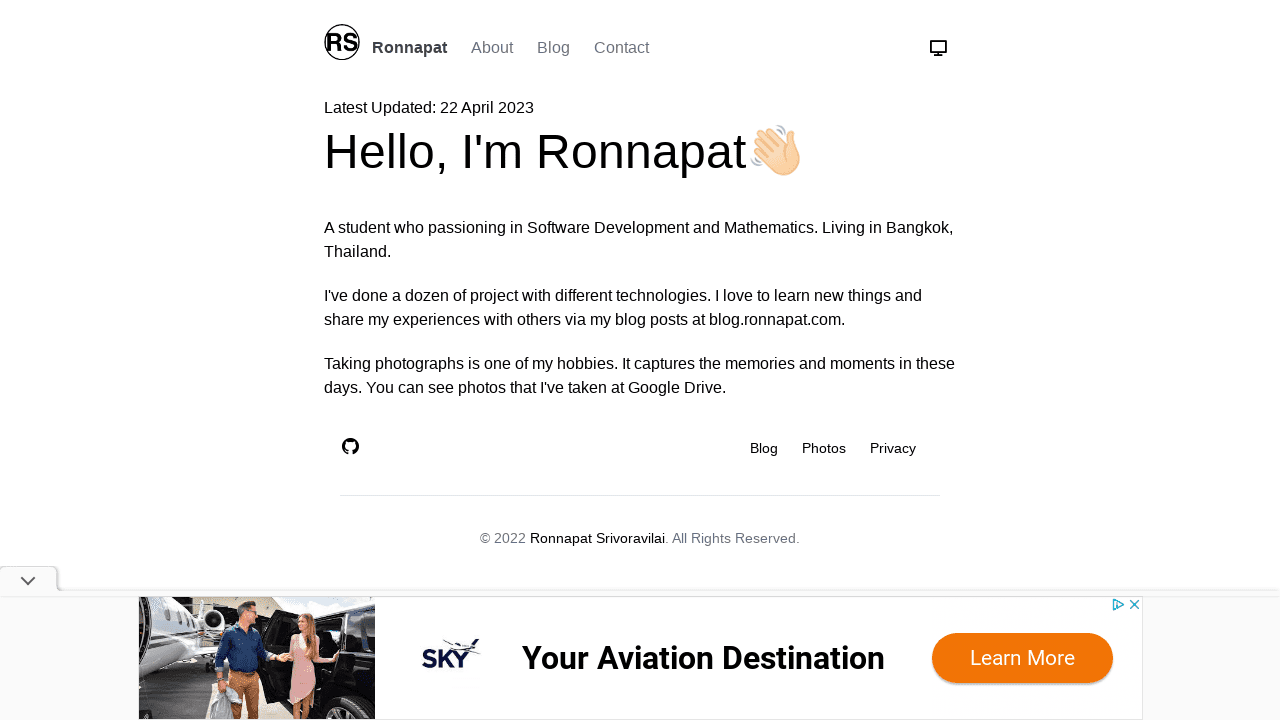 RS Ronnapat About Blog Contact
Latest Updated: 22 April 2023
Hello, I'm Ronnapat👋🏻
A student who passioning in Software Development and Mathematics. Living in Bangkok,
Thailand.
I've done a dozen of project with different technologies. I love to learn new things and
share my experiences with others via my blog posts at blog.ronnapat.com.
Taking photographs is one of my hobbies. It captures the memories and moments in these
days. You can see photos that I've taken at Google Drive.
Blog Photos Privacy
© 2022 Ronnapat Srivoravilai. All Rights Reserved.
SKY
Your Aviation Destination
Learn More